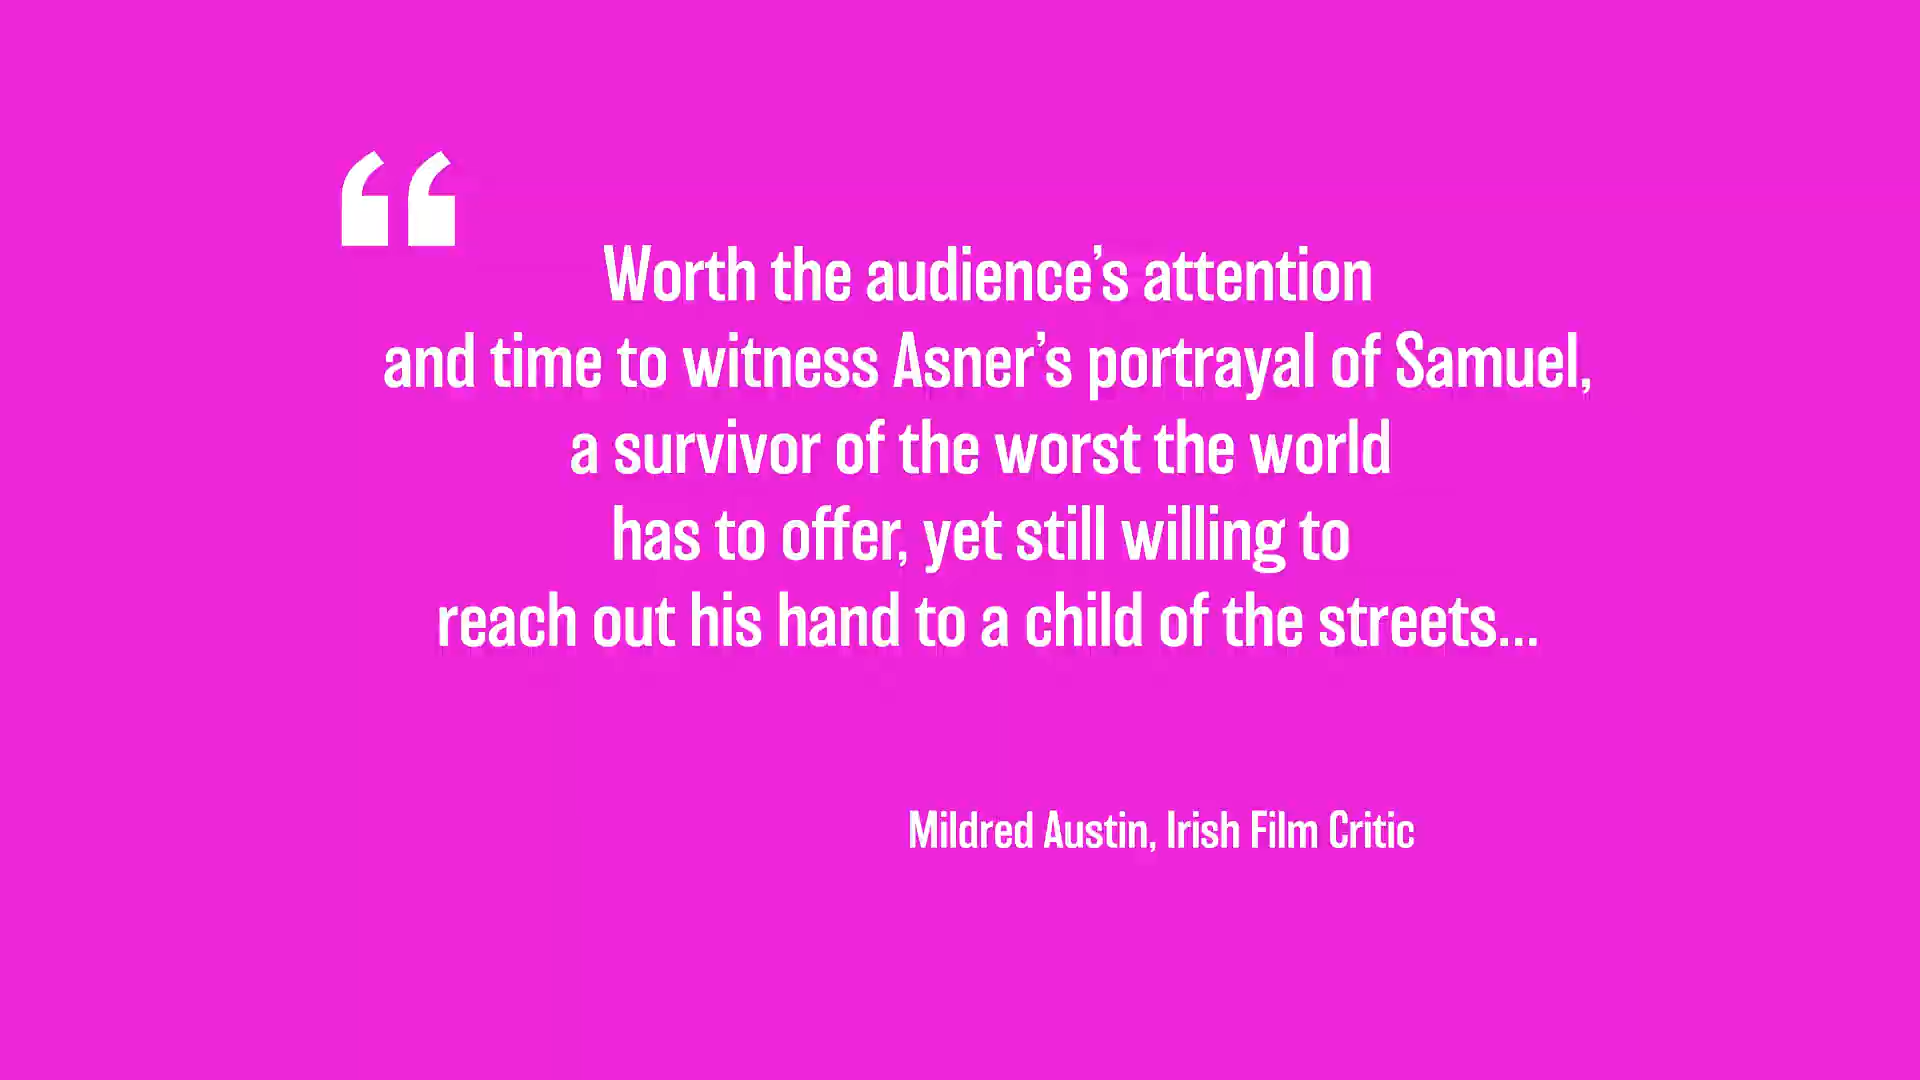 “
Worth the audience’s attention
and time to witness Asner’s portrayal of Samuel,
a survivor of the worst the world
has to offer, yet still willing to
reach out his hand to a child of the streets...
Mildred Austin, Irish Film Critic